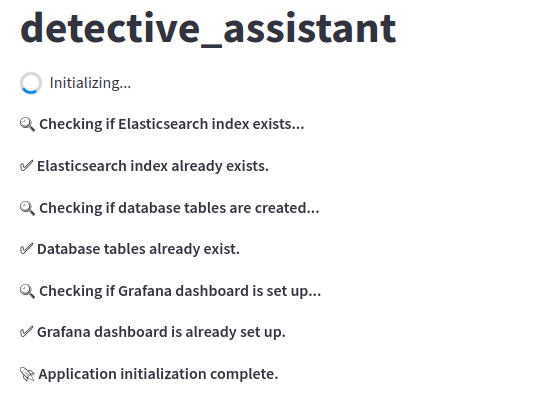 detective_assistant
Initializing...
🔍 Checking if Elasticsearch index exists...
✅ Elasticsearch index already exists.
🔍 Checking if database tables are created...
✅ Database tables already exist.
🔍 Checking if Grafana dashboard is set up...
✅ Grafana dashboard is already set up.
🚀 Application initialization complete.